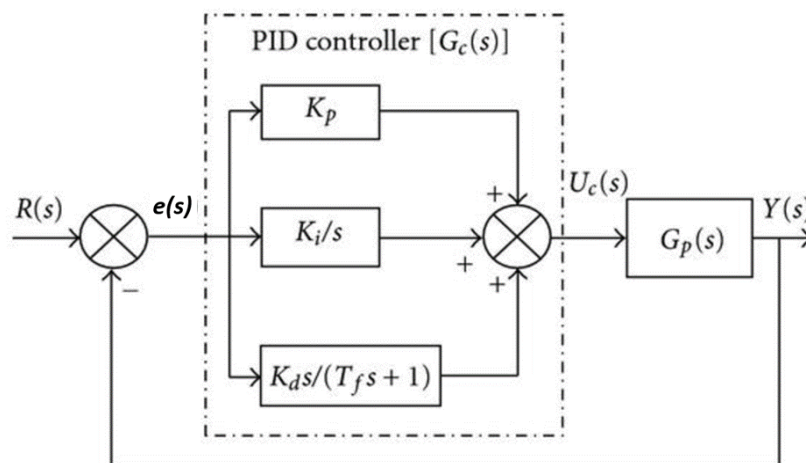 PID controller [G_c(s)]
K_p
+
R(s)
e(s)
K_i/s
+
U_c(s)
G_p(s)
Y(s)
−
+
K_d s/(T_f s + 1)